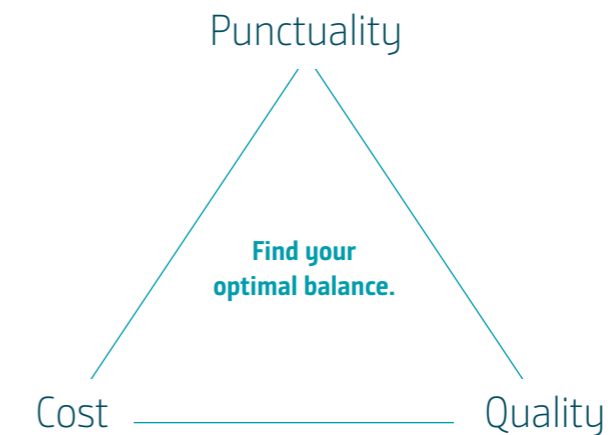 Punctuality
Find your
optimal balance.
Cost
Quality